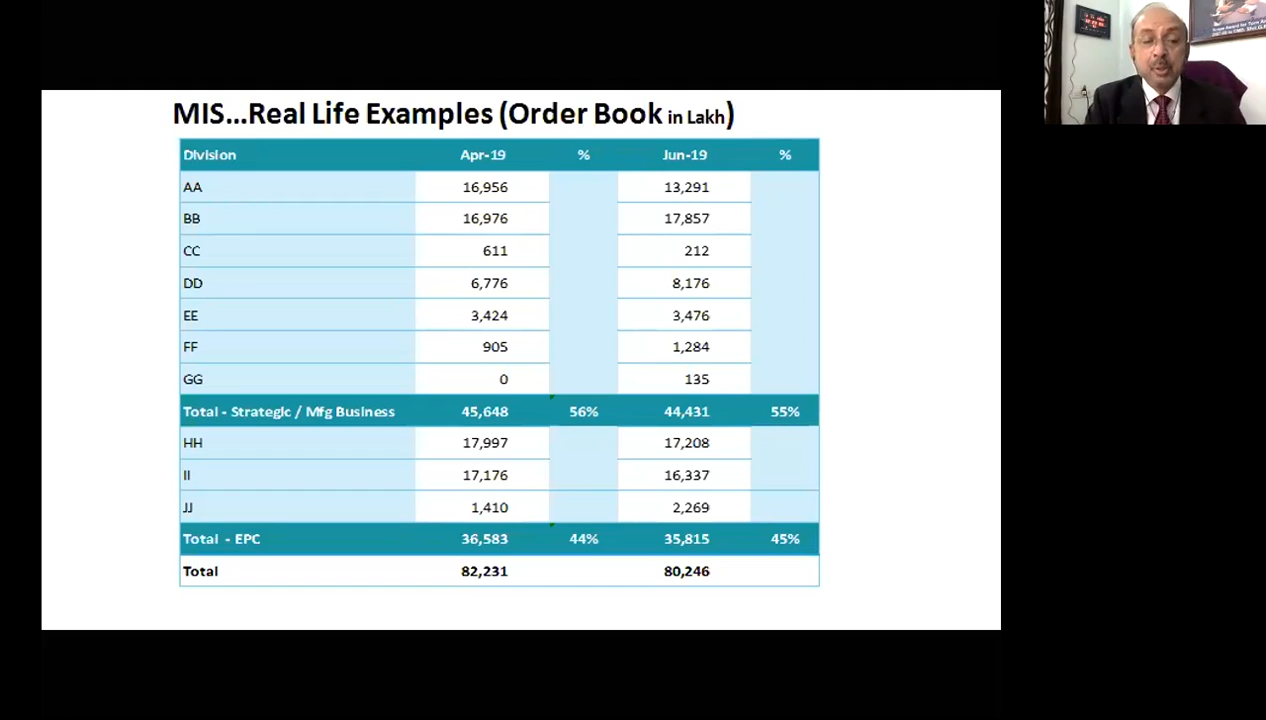 MIS...Real Life Examples (Order Book in Lakh)
Division Apr-19 % Jun-19 %
AA 16,956 13,291
BB 16,976 17,857
CC 611 212
DD 6,776 8,176
EE 3,424 3,476
FF 905 1,284
GG 0 135
Total - Strategic / Mfg Business 45,648 56% 44,431 55%
HH 17,997 17,208
II 17,176 16,337
JJ 1,410 2,269
Total - EPC 36,583 44% 35,815 45%
Total 82,231 80,246